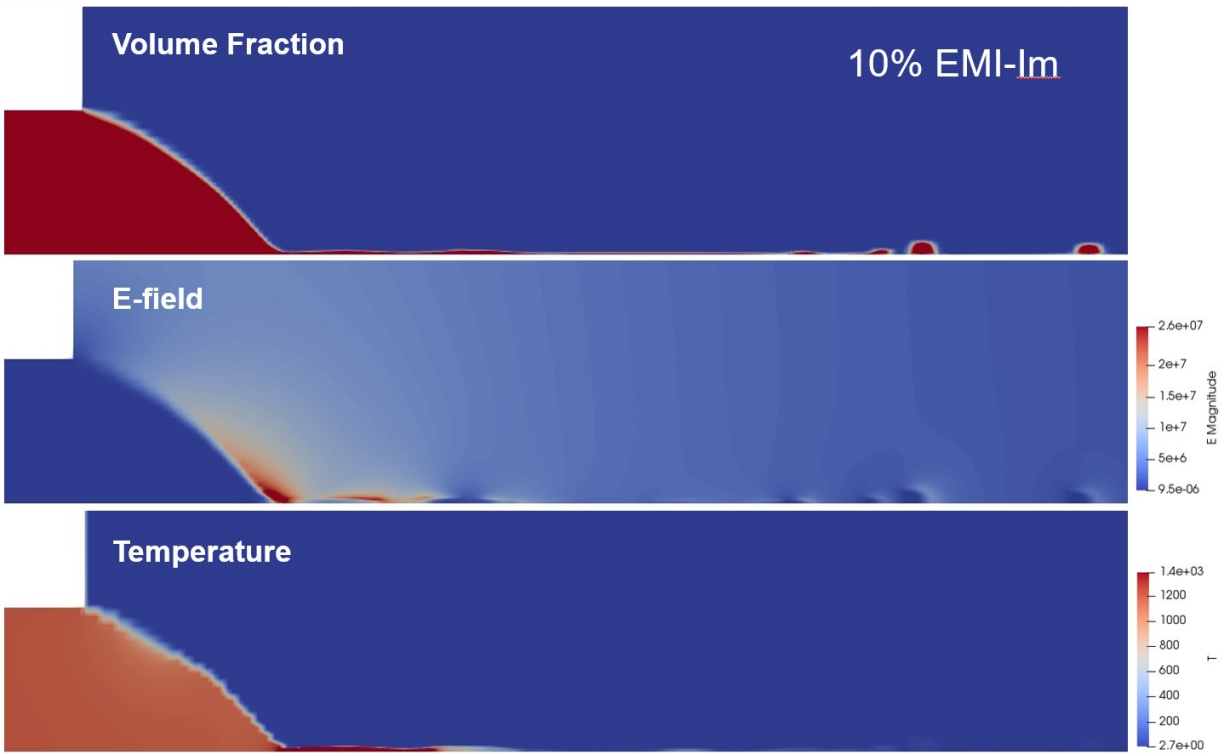 Volume Fraction
10% EMI-Im
E-field
2.6e+07
2e+7
1.5e+7
1e+7
5e+6
9.5e-06
E Magnitude
Temperature
1.4e+03
1200
1000
800
600
400
200
2.7e+00
T